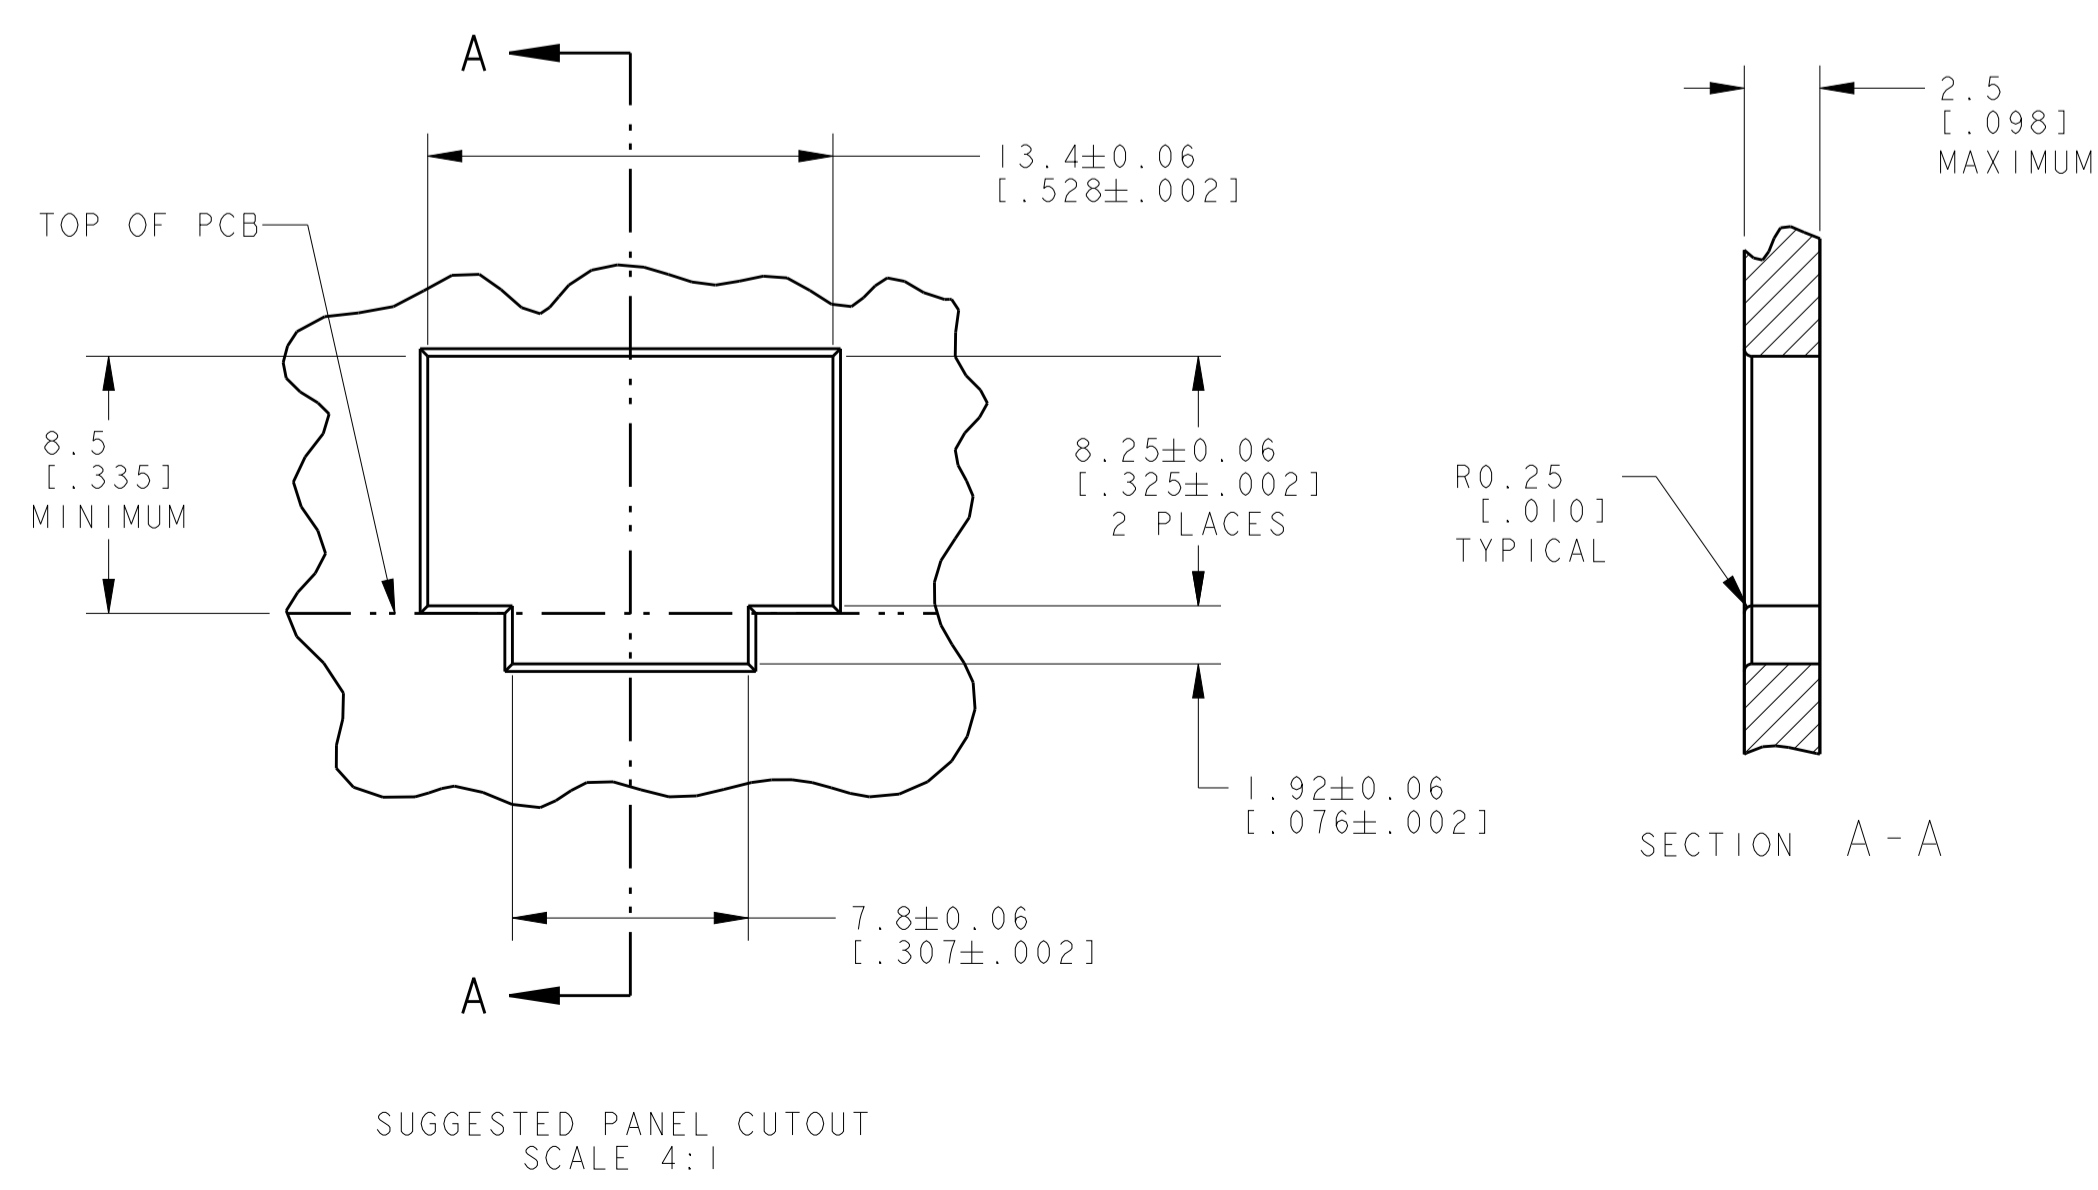 A
13.4±0.06
[.528±.002]
2.5
[.098]
MAXIMUM
TOP OF PCB
8.5
[.335]
MINIMUM
8.25±0.06
[.325±.002]
2 PLACES
R0.25
[.010]
TYPICAL
1.92±0.06
[.076±.002]
SECTION A-A
7.8±0.06
[.307±.002]
A
SUGGESTED PANEL CUTOUT
SCALE 4:1